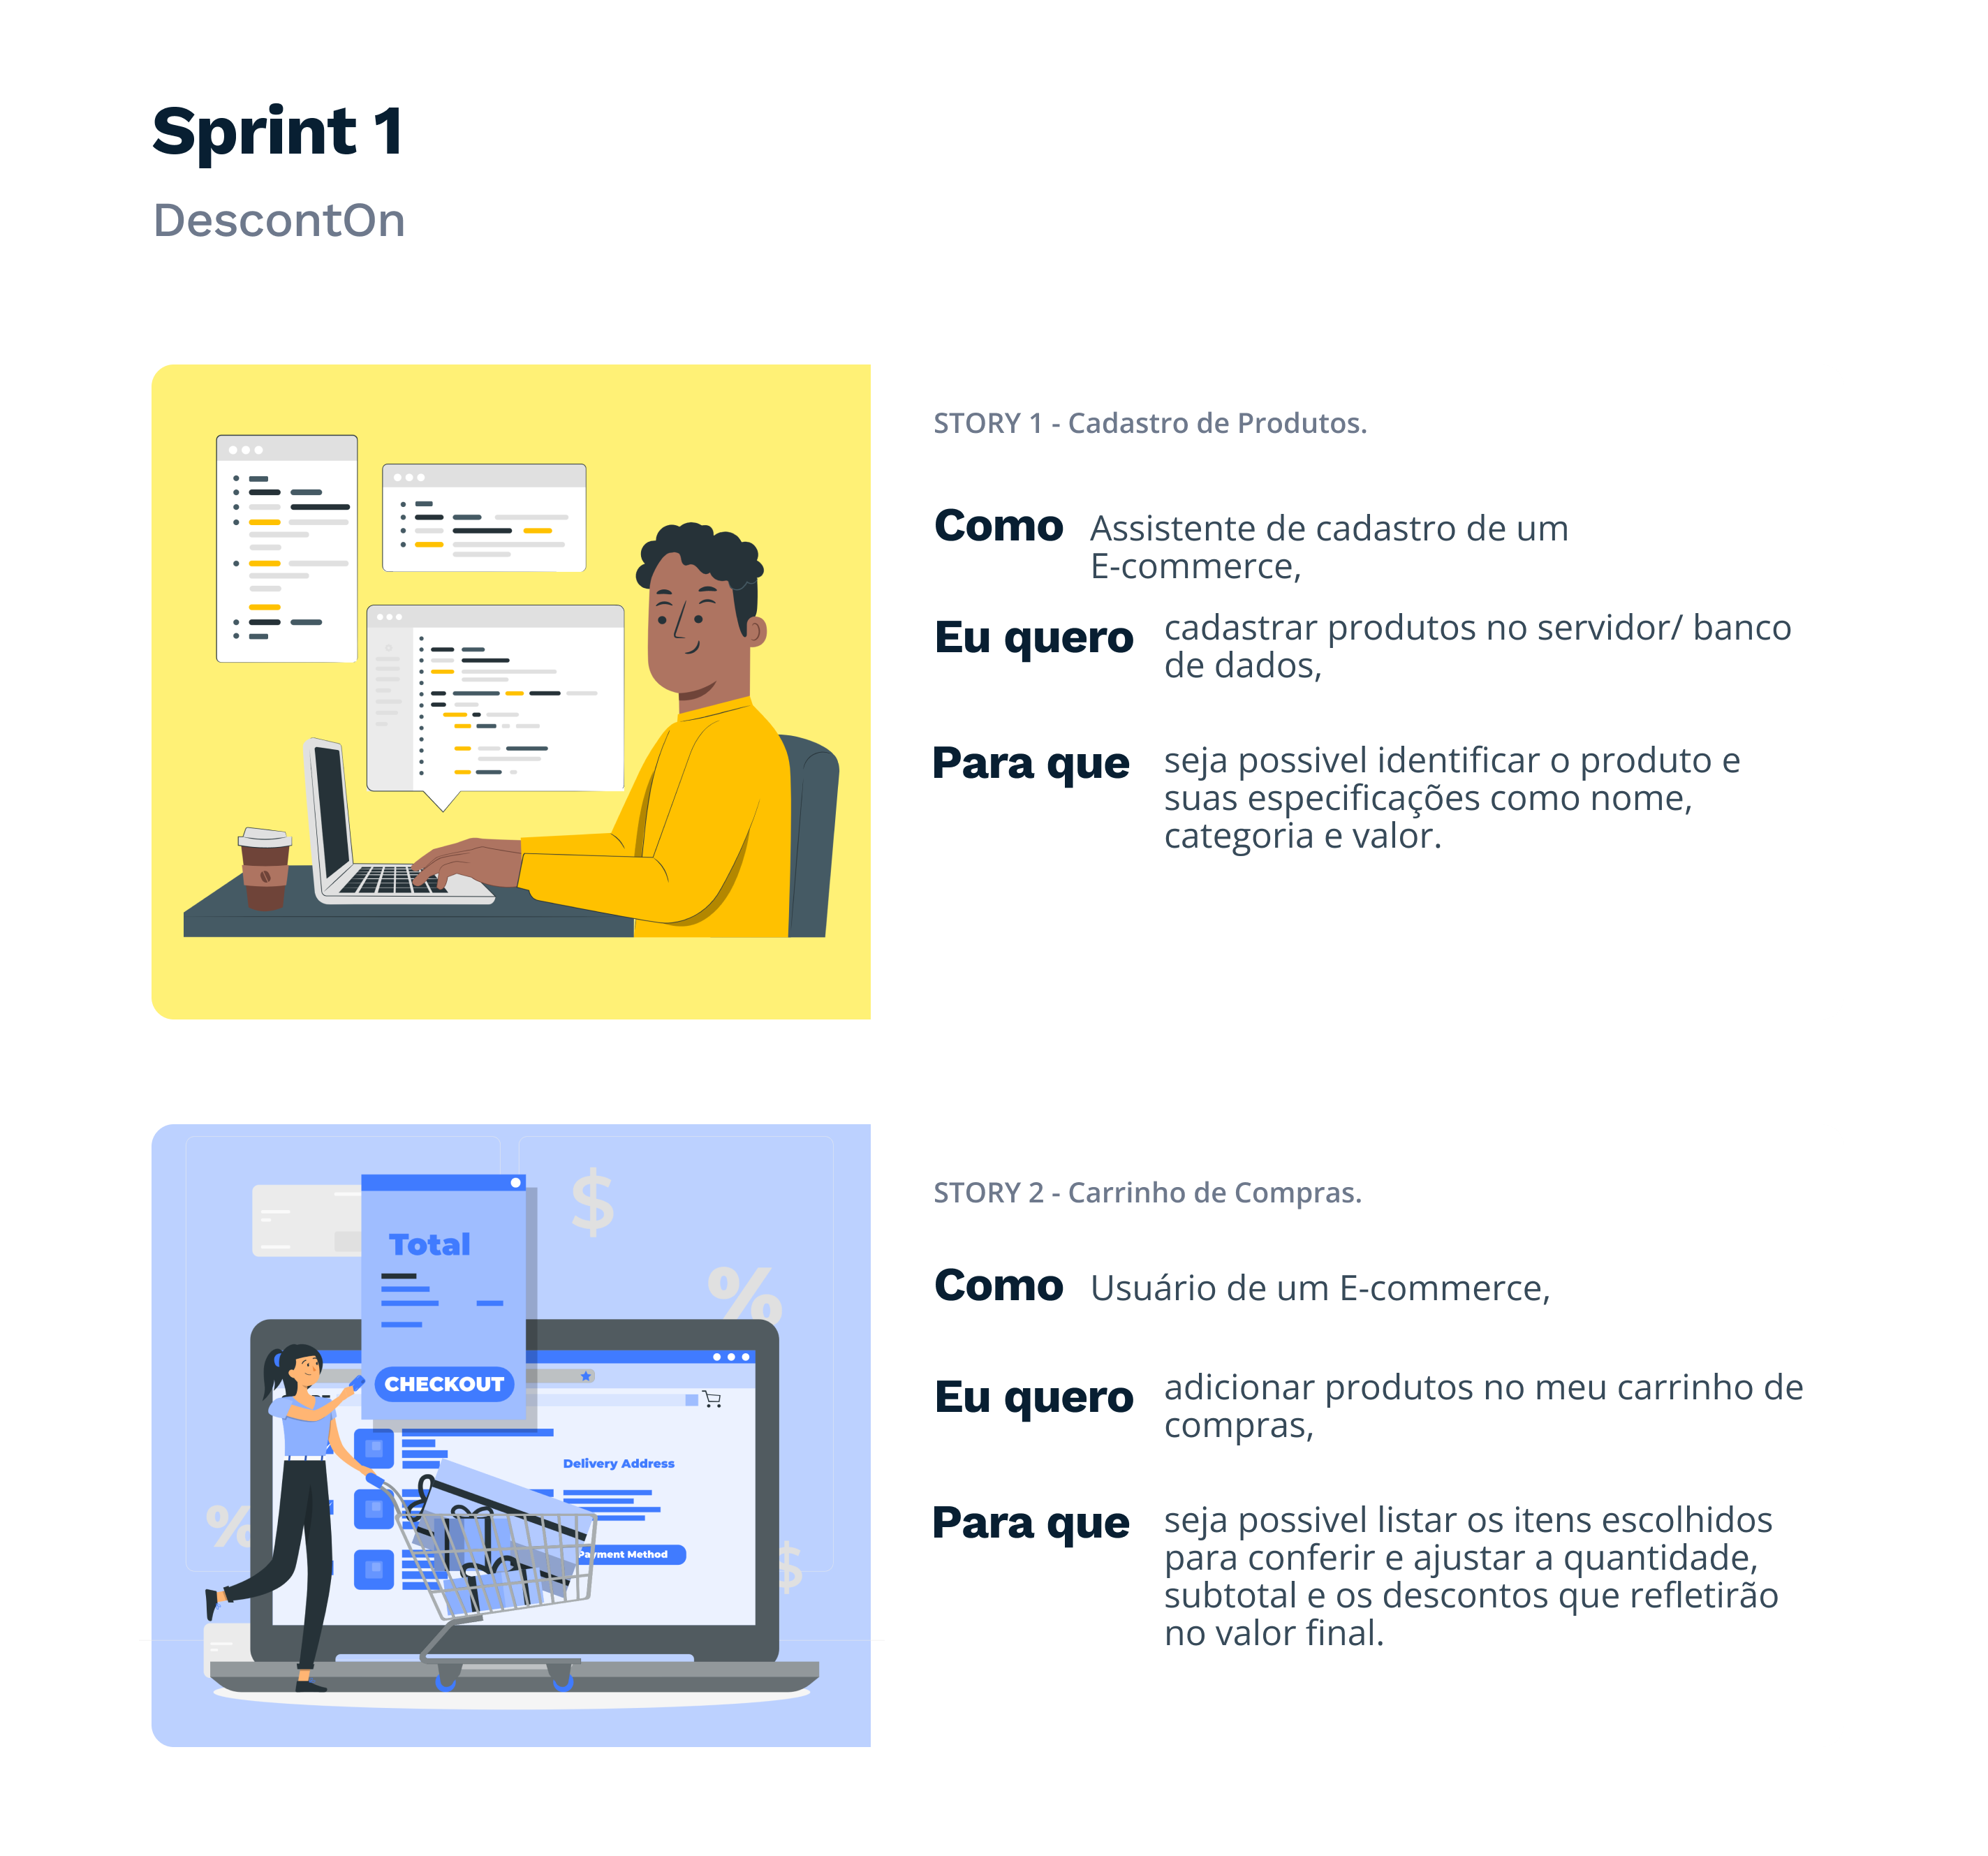 Sprint 1
DescontOn
STORY 1 - Cadastro de Produtos.
Como Assistente de cadastro de um
E-commerce,
Eu quero cadastrar produtos no servidor/ banco
de dados,
Para que seja possivel identificar o produto e
suas especificações como nome,
categoria e valor.
$
%
Total
CHECKOUT
Delivery Address
Payment Method
%
$
STORY 2 - Carrinho de Compras.
Como Usuário de um E-commerce,
Eu quero adicionar produtos no meu carrinho de
compras,
Para que seja possivel listar os itens escolhidos
para conferir e ajustar a quantidade,
subtotal e os descontos que refletirão
no valor final.